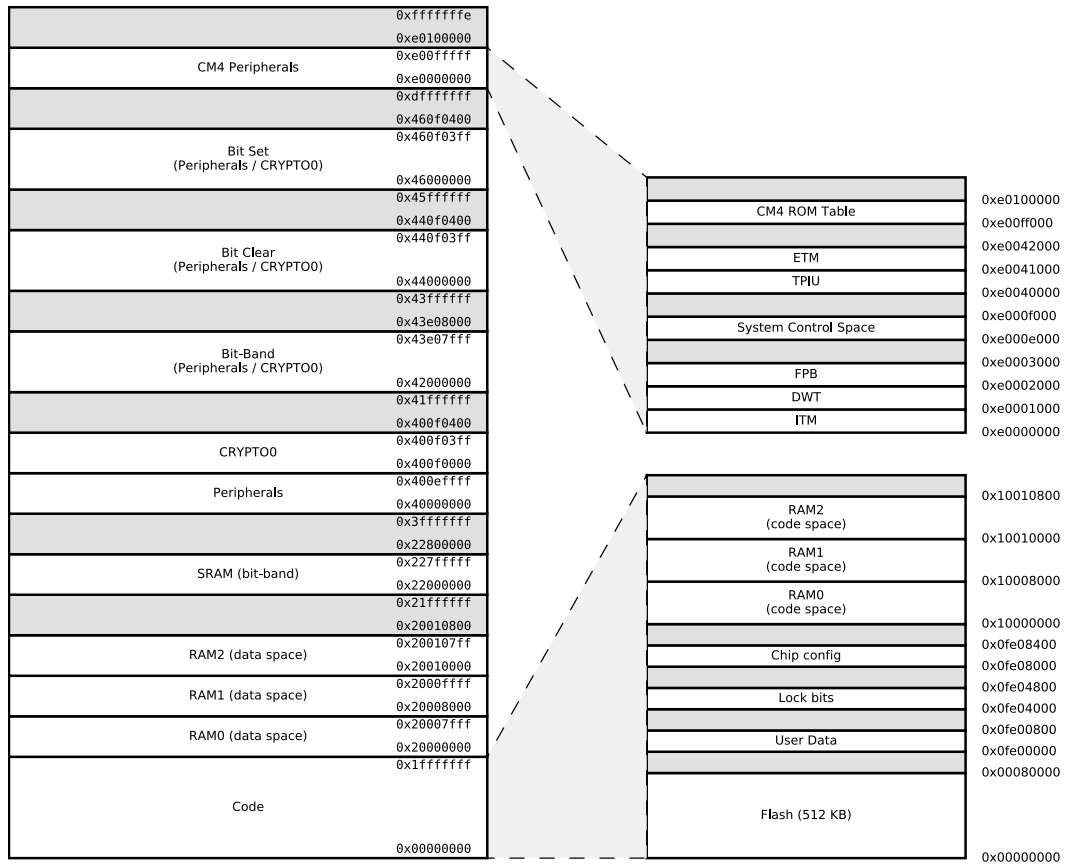 0xfffffffe
0xe0100000
0xe00fffff
CM4 Peripherals
0xe0000000
0xdfffffff
0x460f0400
0x460f03ff
Bit Set
(Peripherals / CRYPTO0)
0x46000000
0x45ffffff
0x440f0400
0x440f03ff
Bit Clear
(Peripherals / CRYPTO0)
0x44000000
0x43ffffff
0x43e08000
0x43e07fff
Bit-Band
(Peripherals / CRYPTO0)
0x42000000
0x41ffffff
0x400f0400
0x400f03ff
CRYPTO0
0x400f0000
0x400effff
Peripherals
0x40000000
0x3fffffff
0x22800000
0x227fffff
SRAM (bit-band)
0x22000000
0x21ffffff
0x20010800
0x200107ff
RAM2 (data space)
0x20010000
0x2000ffff
RAM1 (data space)
0x20008000
0x20007fff
RAM0 (data space)
0x20000000
0x1fffffff
Code
0x00000000
0xe0100000
CM4 ROM Table
0xe00ff000
0xe0042000
ETM
0xe0041000
TPIU
0xe0040000
0xe000f000
System Control Space
0xe000e000
0xe0003000
FPB
0xe0002000
DWT
0xe0001000
ITM
0xe0000000
0x10010800
RAM2
(code space)
0x10010000
RAM1
(code space)
0x10008000
RAM0
(code space)
0x10000000
0x0fe08400
Chip config
0x0fe08000
0x0fe04800
Lock bits
0x0fe04000
0x0fe00800
User Data
0x0fe00000
0x00080000
Flash (512 KB)
0x00000000